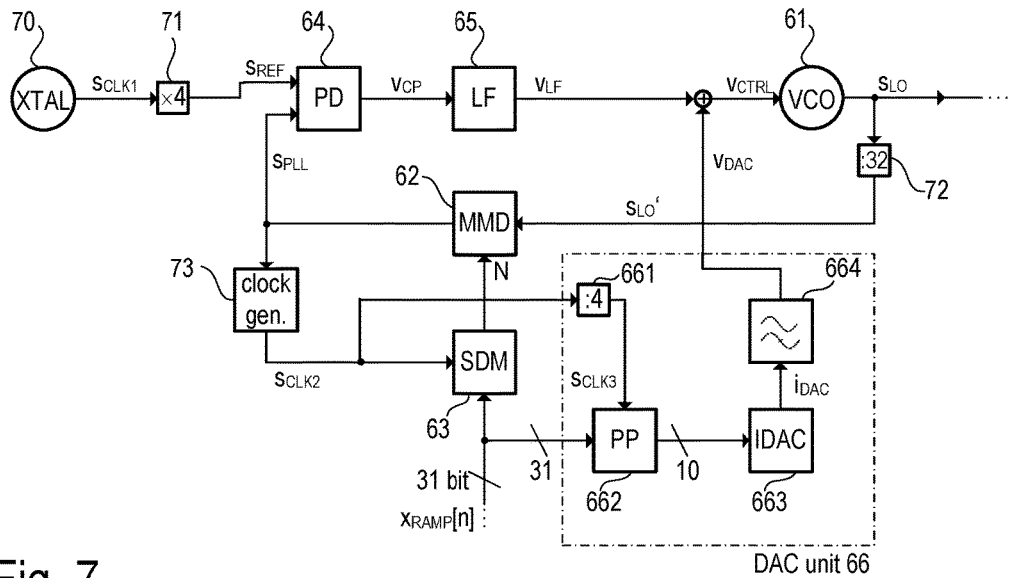 70
71
64
65
61
XTAL
SCLK1
×4
SREF
PD
VCP
LF
VLF
VCTRL
VCO
SLO
...
SPLL
62
VDAC
:32
72
MMD
SLO'
73
N
661
664
clock
gen.
:4
SCLK2
SDM
SCLK3
iDAC
63
PP
IDAC
31 bit
31
10
662
663
xRAMP[n]
DAC unit 66
Fig. 7